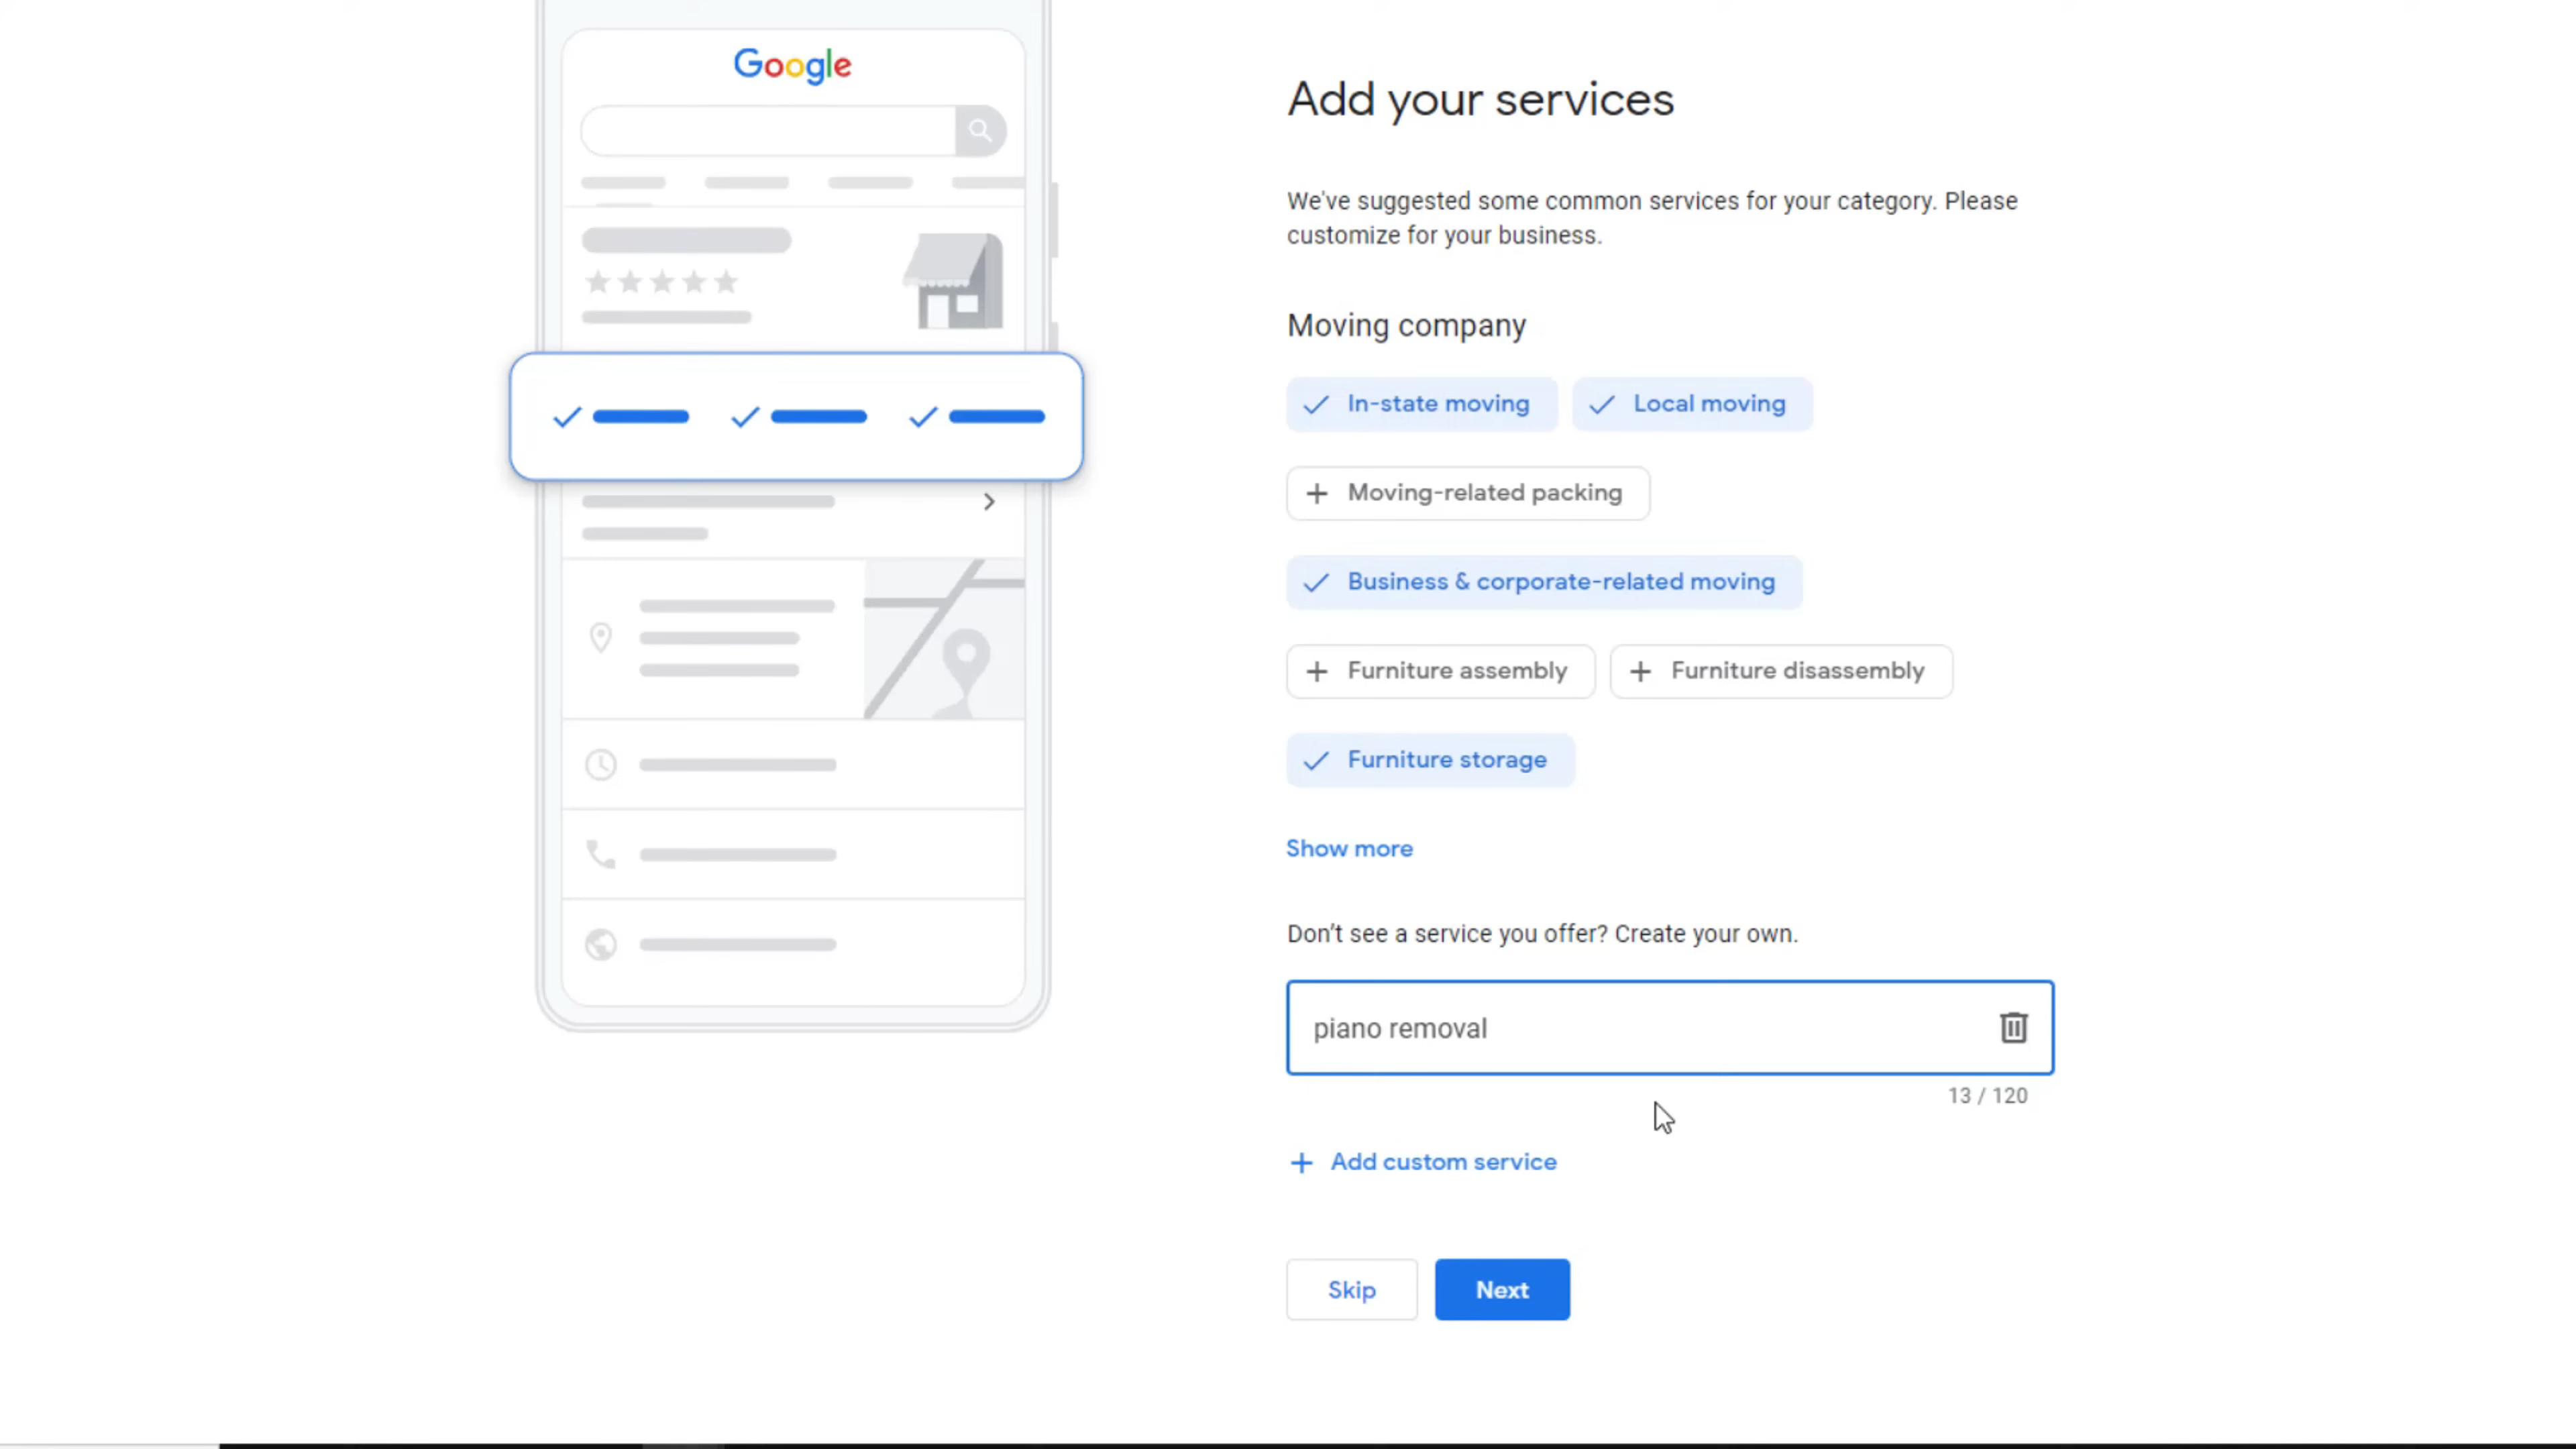 Google
Add your services
We've suggested some common services for your category. Please
customize for your business.
Moving company
In-state moving
Local moving
Moving-related packing
Business & corporate-related moving
Furniture assembly
Furniture disassembly
Furniture storage
Show more
Don't see a service you offer? Create your own.
piano removal
13 / 120
Add custom service
Skip
Next